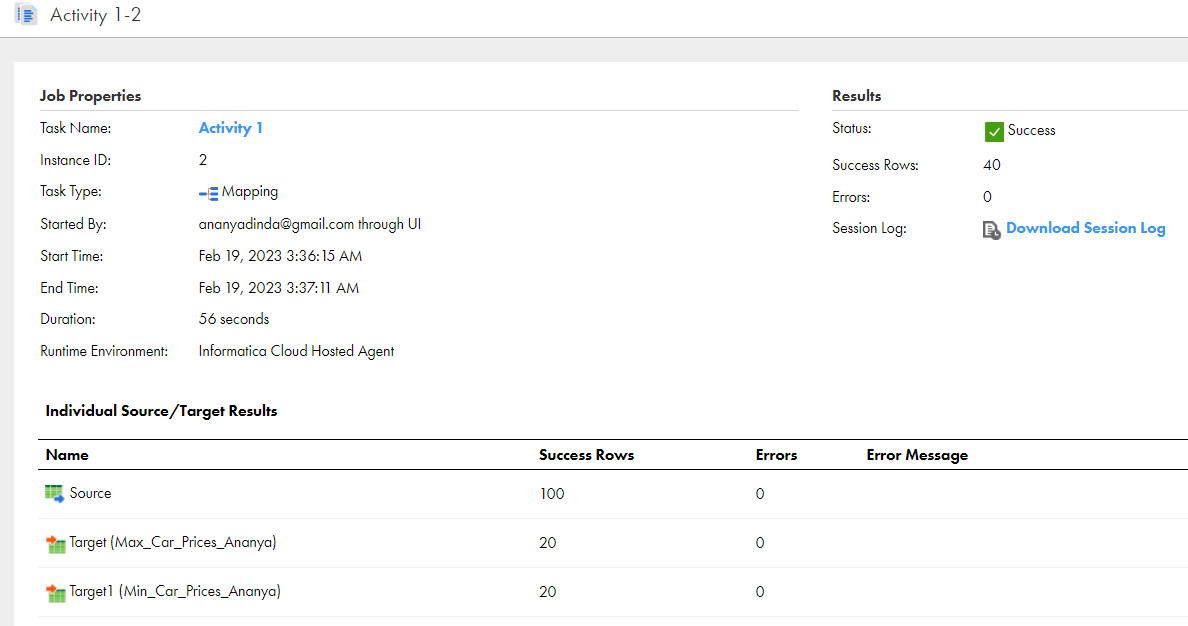 Activity 1-2
Job Properties
Task Name: Activity 1
Instance ID: 2
Task Type: Mapping
Started By: ananyadinda@gmail.com through UI
Start Time: Feb 19, 2023 3:36:15 AM
End Time: Feb 19, 2023 3:37:11 AM
Duration: 56 seconds
Runtime Environment: Informatica Cloud Hosted Agent
Results
Status: Success
Success Rows: 40
Errors: 0
Session Log: Download Session Log
Individual Source/Target Results
Name Success Rows Errors Error Message
Source 100 0
Target (Max_Car_Prices_Ananya) 20 0
Target1 (Min_Car_Prices_Ananya) 20 0